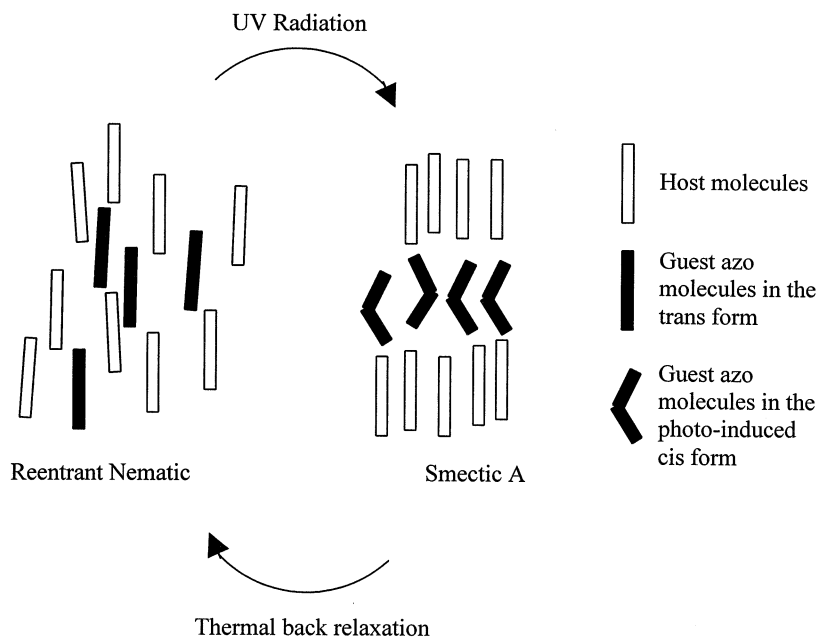 UV Radiation
Host molecules
Guest azo
molecules in the
trans form
Guest azo
molecules in the
photo-induced
cis form
Reentrant Nematic
Smectic A
Thermal back relaxation